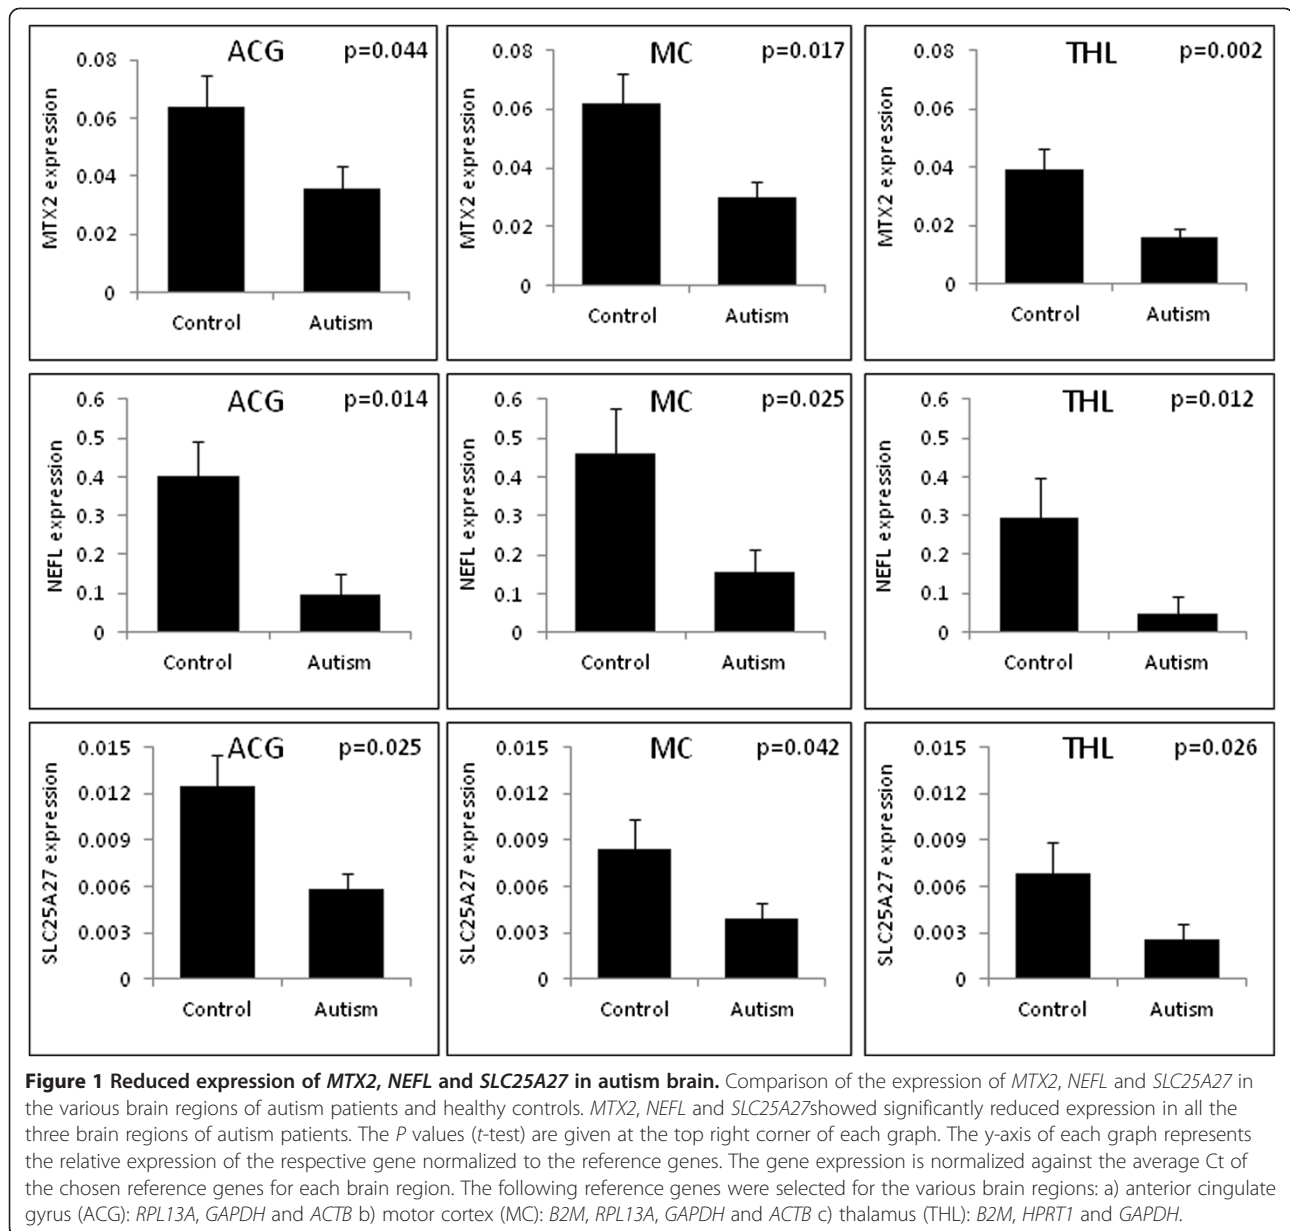 ACG p=0.044
0.08
0.06
0.04
0.02
0
MTX2 expression
Control Autism
MC p=0.017
0.08
0.06
0.04
0.02
0
MTX2 expression
Control Autism
THL p=0.002
0.08
0.06
0.04
0.02
0
MTX2 expression
Control Autism
ACG p=0.014
0.6
0.5
0.4
0.3
0.2
0.1
0
NEFL expression
Control Autism
MC p=0.025
0.6
0.5
0.4
0.3
0.2
0.1
0
NEFL expression
Control Autism
THL p=0.012
0.6
0.5
0.4
0.3
0.2
0.1
0
NEFL expression
Control Autism
ACG p=0.025
0.015
0.012
0.009
0.006
0.003
0
SLC25A27 expression
Control Autism
MC p=0.042
0.015
0.012
0.009
0.006
0.003
0
SLC25A27 expression
Control Autism
THL p=0.026
0.015
0.012
0.009
0.006
0.003
0
SLC25A27 expression
Control Autism
Figure 1 Reduced expression of MTX2, NEFL and SLC25A27 in autism brain. Comparison of the expression of MTX2, NEFL and SLC25A27 in
the various brain regions of autism patients and healthy controls. MTX2, NEFL and SLC25A27showed significantly reduced expression in all the
three brain regions of autism patients. The P values (t-test) are given at the top right corner of each graph. The y-axis of each graph represents
the relative expression of the respective gene normalized to the reference genes. The gene expression is normalized against the average Ct of
the chosen reference genes for each brain region. The following reference genes were selected for the various brain regions: a) anterior cingulate
gyrus (ACG): RPL13A, GAPDH and ACTB b) motor cortex (MC): B2M, RPL13A, GAPDH and ACTB c) thalamus (THL): B2M, HPRT1 and GAPDH.